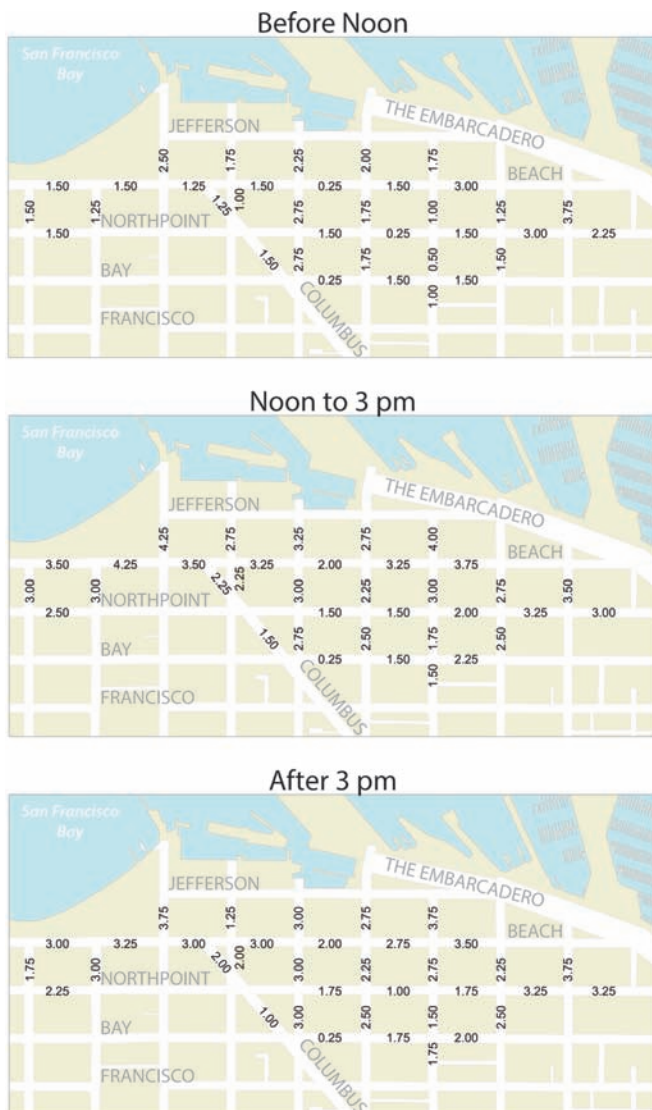 Before Noon
San Francisco
Bay
THE EMBARCADERO
JEFFERSON
2.50 1.75 2.25 2.00 1.75
BEACH
1.50 1.50 1.25 1.50 0.25 1.50 3.00
1.50 1.25 1.25 1.00 2.75 1.75 1.00 1.25 3.75
NORTHPOINT
1.50 1.50 0.25 1.50 3.00 2.25
1.50 2.75 1.75 0.50 1.50
BAY
0.25 1.50 1.50
COLUMBUS
1.00
FRANCISCO
Noon to 3 pm
San Francisco
Bay
THE EMBARCADERO
JEFFERSON
4.25 2.75 3.25 2.75 4.00
BEACH
3.50 4.25 3.50 3.25 2.00 3.25 3.75
3.00 3.00 2.25 2.25 3.00 2.25 3.00 2.75 3.50
NORTHPOINT
2.50 1.50 1.50 2.00 3.25 3.00
1.50 2.75 2.50 1.75 2.50
BAY
0.25 1.50 2.25
COLUMBUS
1.50
FRANCISCO
After 3 pm
San Francisco
Bay
THE EMBARCADERO
JEFFERSON
3.75 1.25 3.00 2.75 3.75
BEACH
3.00 3.25 3.00 3.00 2.00 2.75 3.50
1.75 3.00 2.00 2.00 3.00 2.25 2.75 2.25 3.75
NORTHPOINT
2.25 1.75 1.00 1.75 3.25 3.25
1.00 3.00 2.50 1.50 2.50
BAY
0.25 1.75 2.00
COLUMBUS
1.75
FRANCISCO